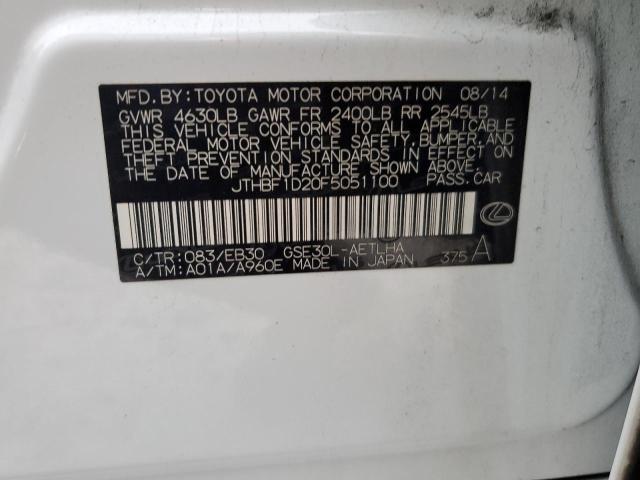 MFD.BY:TOYOTA MOTOR CORPORATION 08/14
GVWR 4630LB GAWR FR 2400LB RR 2545LB
THIS VEHICLE CONFORMS TO ALL APPLICABLE
FEDERAL MOTOR VEHICLE SAFETY,BUMPER,AND
THEFT PREVENTION STANDARDS IN EFFECT ON
THE DATE OF MANUFACTURE SHOWN ABOVE.
JTHBF1D20F5051100 PASS.CAR
C/TR:083/EB30 GSE30L-AETLHA
A/TM:A01A/A960E MADE IN JAPAN 375 A